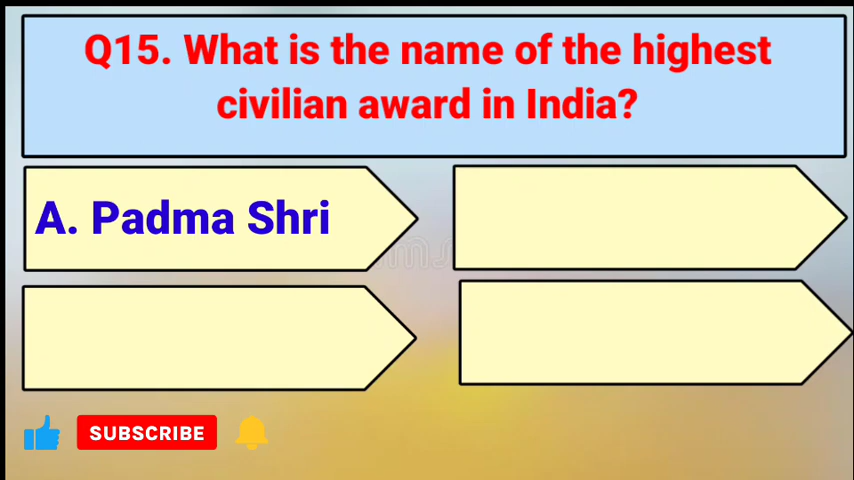 Q15. What is the name of the highest
civilian award in India?
A. Padma Shri
SUBSCRIBE